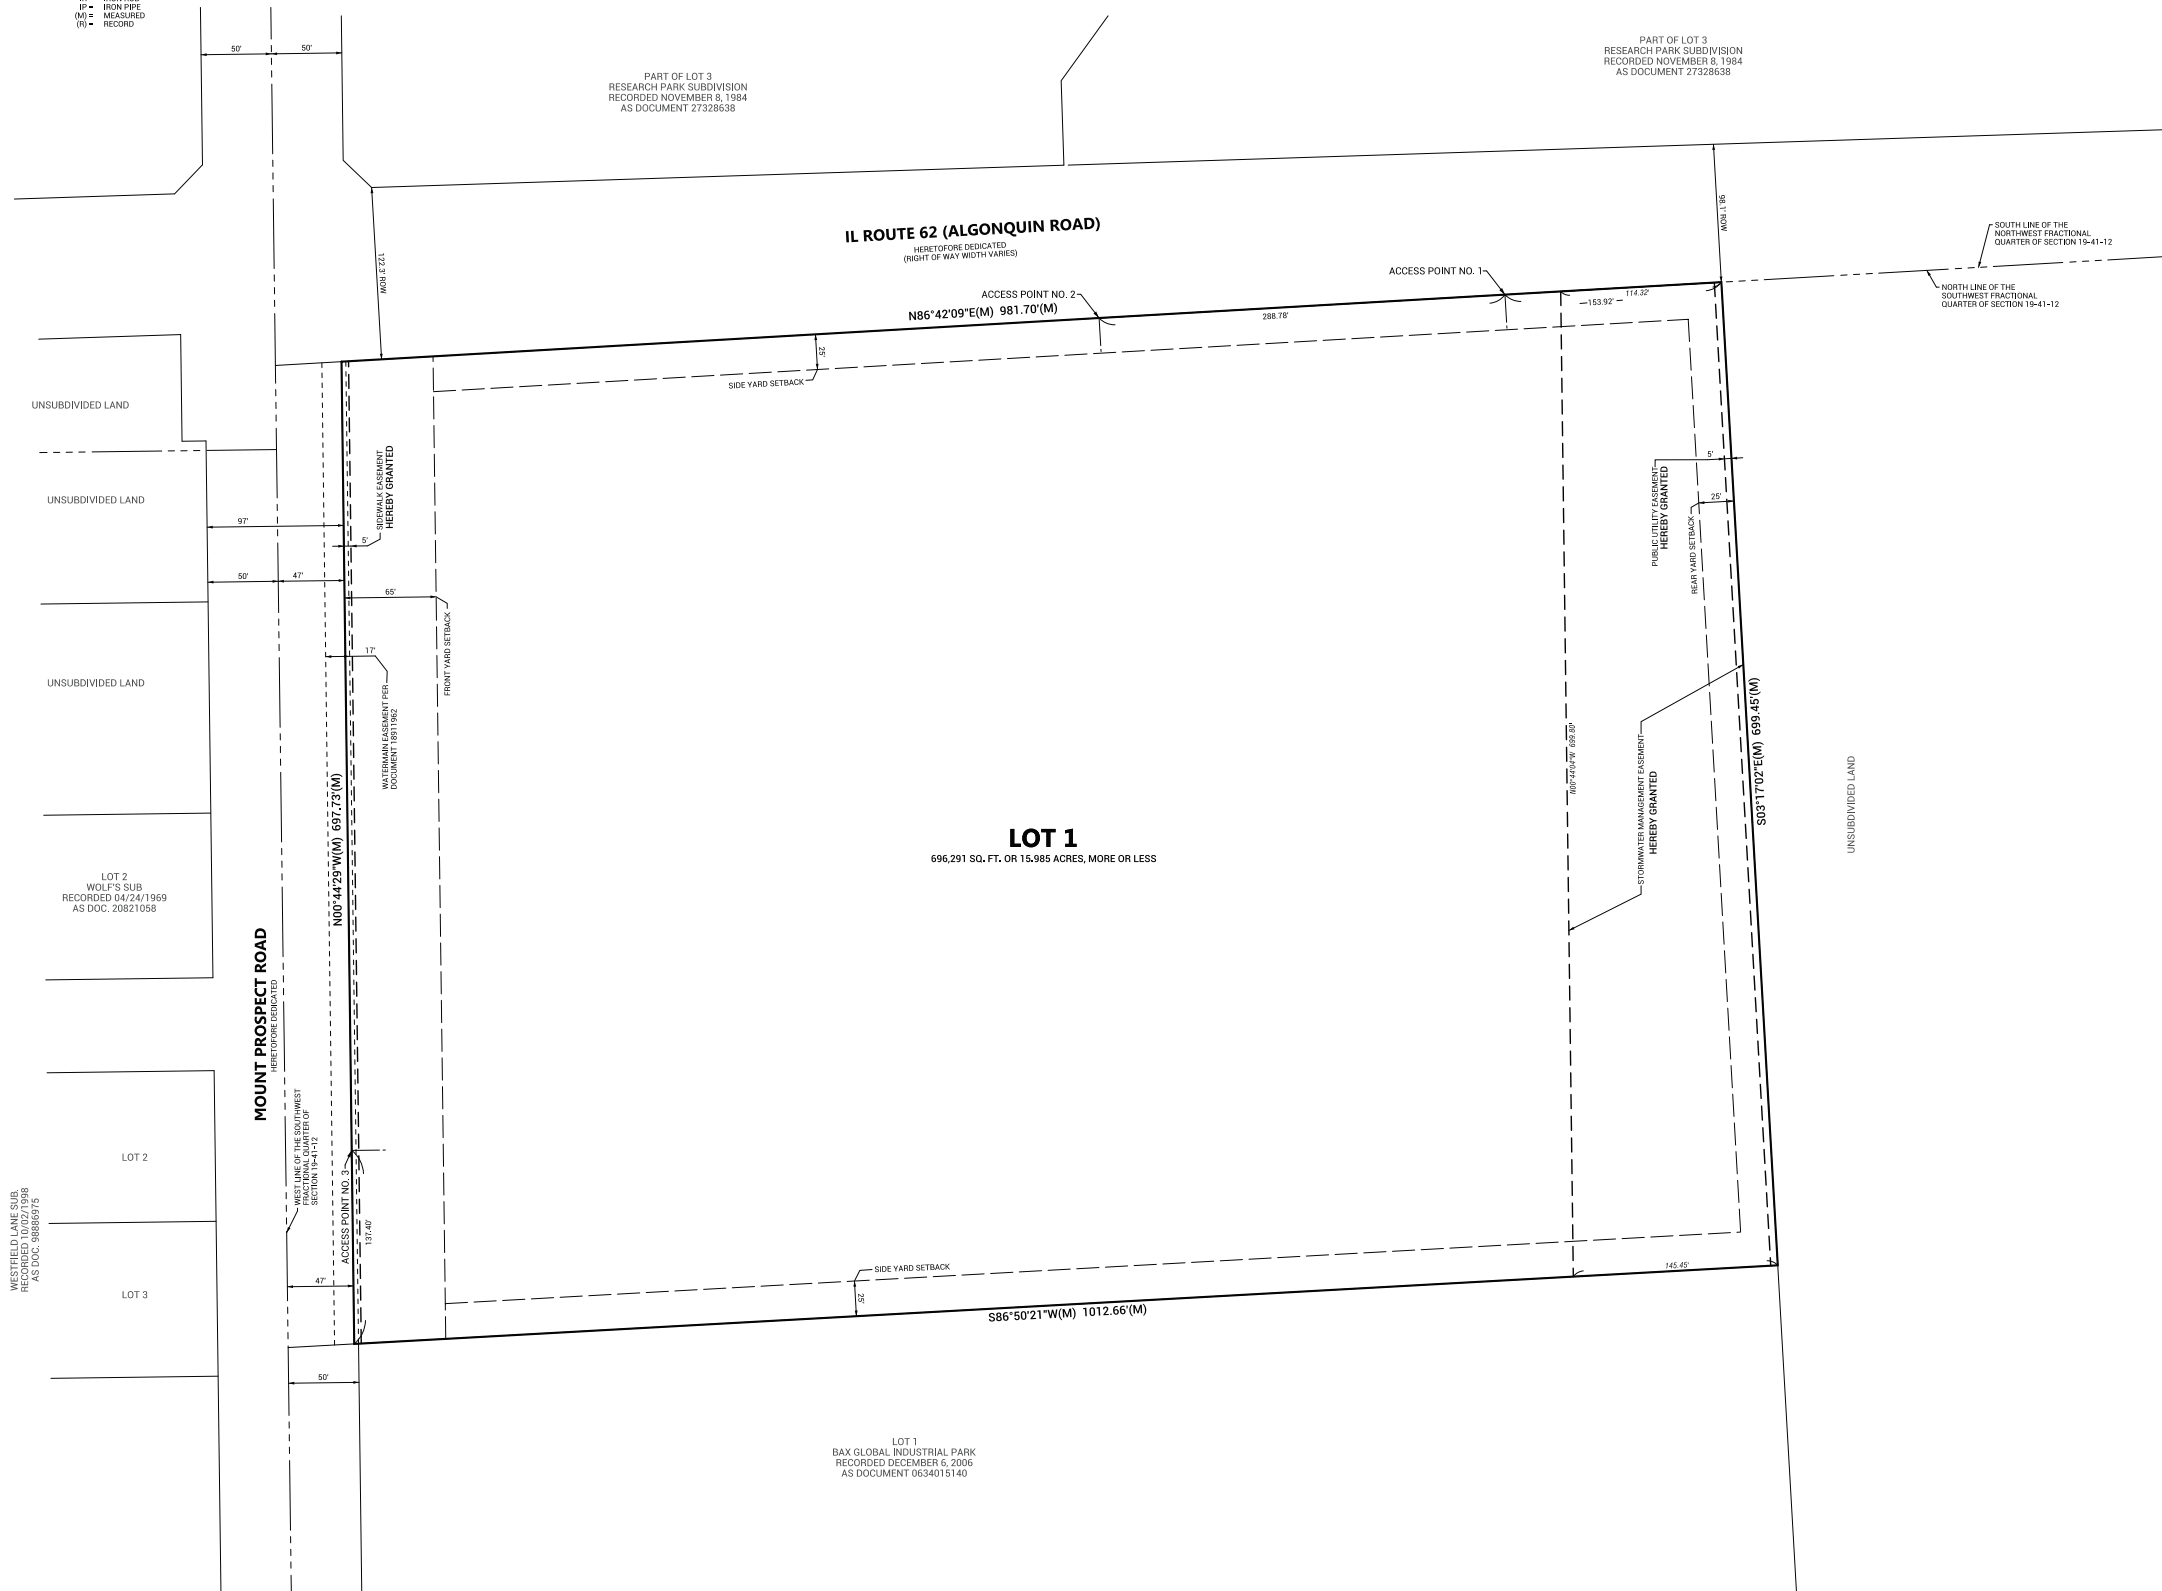 IP = IRON PIPE
(M) = MEASURED
(R) = RECORD
50'
50'
PART OF LOT 3
RESEARCH PARK SUBDIVISION
RECORDED NOVEMBER 8, 1984
AS DOCUMENT 27328638
PART OF LOT 3
RESEARCH PARK SUBDIVISION
RECORDED NOVEMBER 8, 1984
AS DOCUMENT 27328638
122.3' ROW
IL ROUTE 62 (ALGONQUIN ROAD)
HERETOFORE DEDICATED
(RIGHT OF WAY WIDTH VARIES)
98.1' ROW
SOUTH LINE OF THE
NORTHWEST FRACTIONAL
QUARTER OF SECTION 19-41-12
NORTH LINE OF THE
SOUTHWEST FRACTIONAL
QUARTER OF SECTION 19-41-12
ACCESS POINT NO. 1
ACCESS POINT NO. 2
N86°42'09"E(M) 981.70'(M)
288.78'
153.92'
114.32'
25'
SIDE YARD SETBACK
UNSUBDIVIDED LAND
UNSUBDIVIDED LAND
UNSUBDIVIDED LAND
97'
5'
SIDEWALK EASEMENT
HEREBY GRANTED
50'
47'
65'
FRONT YARD SETBACK
17'
WATERMAIN EASEMENT PER
DOCUMENT 18911962
N00°44'29"W(M) 697.73'(M)
5'
PUBLIC UTILITY EASEMENT
HEREBY GRANTED
25'
REAR YARD SETBACK
N00°44'04"W 699.80'
STORMWATER MANAGEMENT EASEMENT
HEREBY GRANTED
S03°17'02"E(M) 699.45'(M)
UNSUBDIVIDED LAND
LOT 1
696,291 SQ. FT. OR 15.985 ACRES, MORE OR LESS
LOT 2
WOLF'S SUB
RECORDED 04/24/1969
AS DOC. 20821058
MOUNT PROSPECT ROAD
HERETOFORE DEDICATED
WEST LINE OF THE SOUTHWEST
FRACTIONAL QUARTER OF
SECTION 19-41-12
ACCESS POINT NO. 3
137.40'
LOT 2
WESTFIELD LANE SUB.
RECORDED 10/02/1998
AS DOC. 98886975
LOT 3
47'
50'
SIDE YARD SETBACK
25'
S86°50'21"W(M) 1012.66'(M)
145.45'
LOT 1
BAX GLOBAL INDUSTRIAL PARK
RECORDED DECEMBER 6, 2006
AS DOCUMENT 0634015140